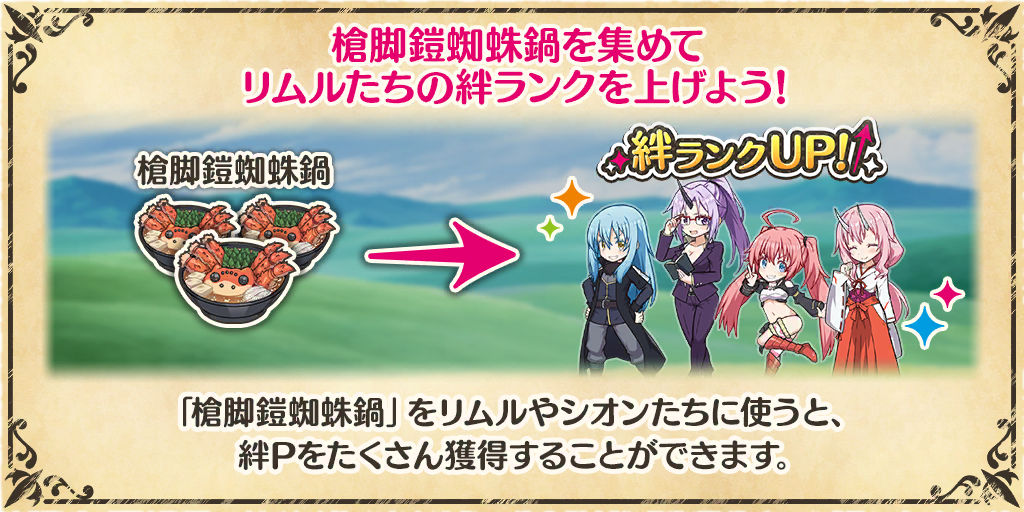 槍脚鎧蜘蛛鍋を集めて
リムルたちの絆ランクを上げよう!
絆ランクUP!
槍脚鎧蜘蛛鍋
「槍脚鎧蜘蛛鍋」をリムルやシオンたちに使うと、
絆Pをたくさん獲得することができます。